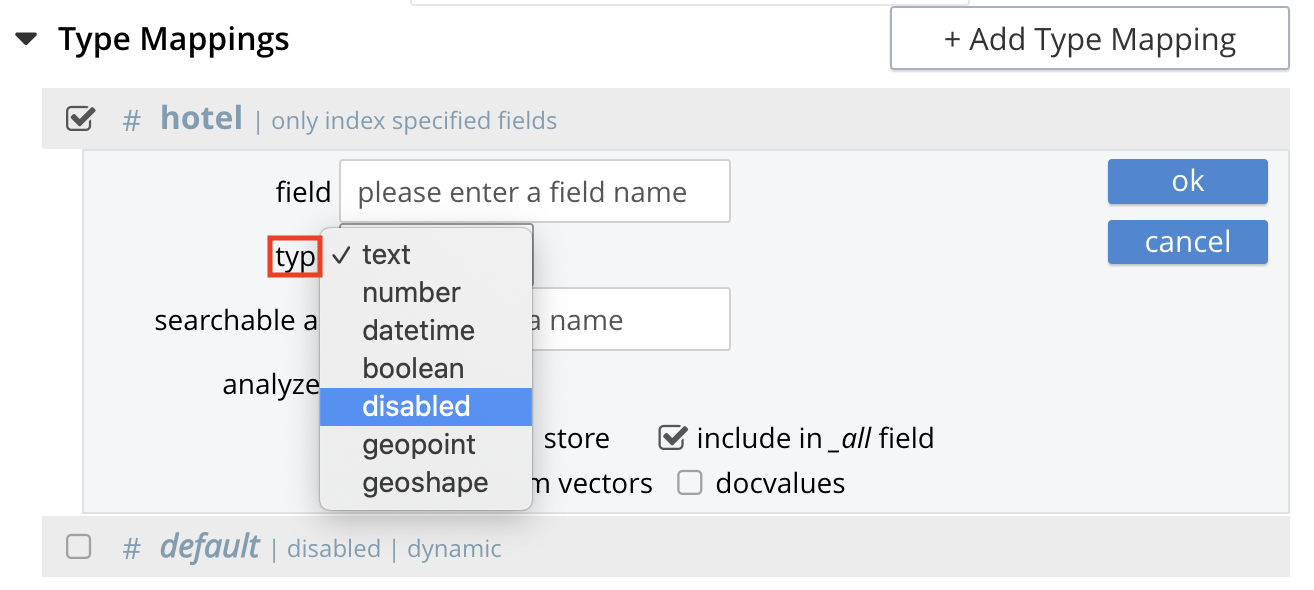 Type Mappings
+ Add Type Mapping
# hotel | only index specified fields
field please enter a field name
ok
typ
cancel
✓ text
number
datetime
boolean
disabled
geopoint
geoshape
searchable a
a name
analyze
store
include in _all field
m vectors
docvalues
# default | disabled | dynamic